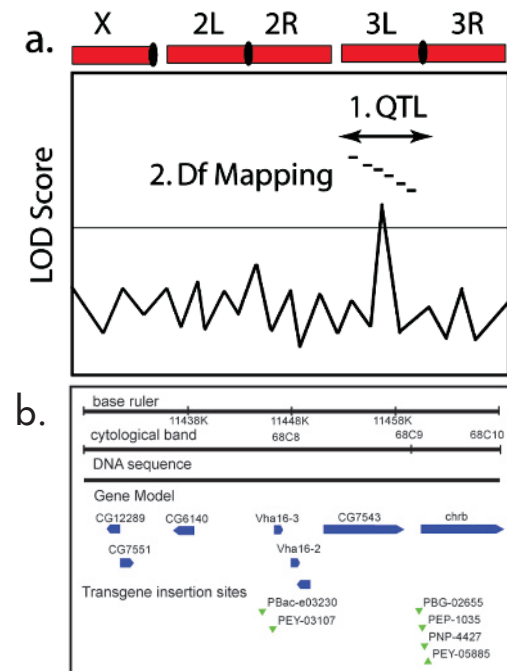 a.
X 2L 2R 3L 3R
1. QTL
2. Df Mapping
LOD Score
b.
base ruler
11438K 11448K 11458K
cytological band 68C8 68C9 68C10
DNA sequence
Gene Model
CG12289 CG6140 Vha16-3 CG7543 chrb
CG7551 Vha16-2
Transgene insertion sites
PBac-e03230 PBG-02655
PEY-03107 PEP-1035
PNP-4427
PEY-05885